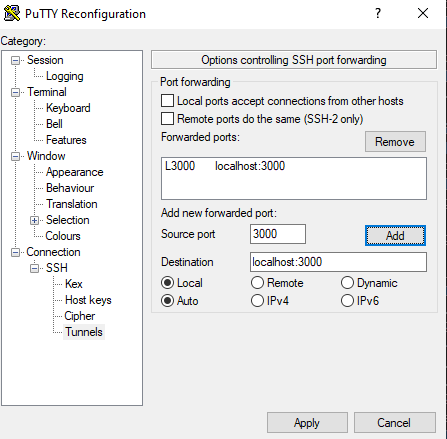 PuTTY Reconfiguration
Category:
Session
Logging
Terminal
Keyboard
Bell
Features
Window
Appearance
Behaviour
Translation
Selection
Colours
Connection
SSH
Kex
Host keys
Cipher
Tunnels
Options controlling SSH port forwarding
Port forwarding
Local ports accept connections from other hosts
Remote ports do the same (SSH-2 only)
Forwarded ports:
Remove
L3000 localhost:3000
Add new forwarded port:
Source port 3000 Add
Destination localhost:3000
Local Remote Dynamic
Auto IPv4 IPv6
Apply Cancel